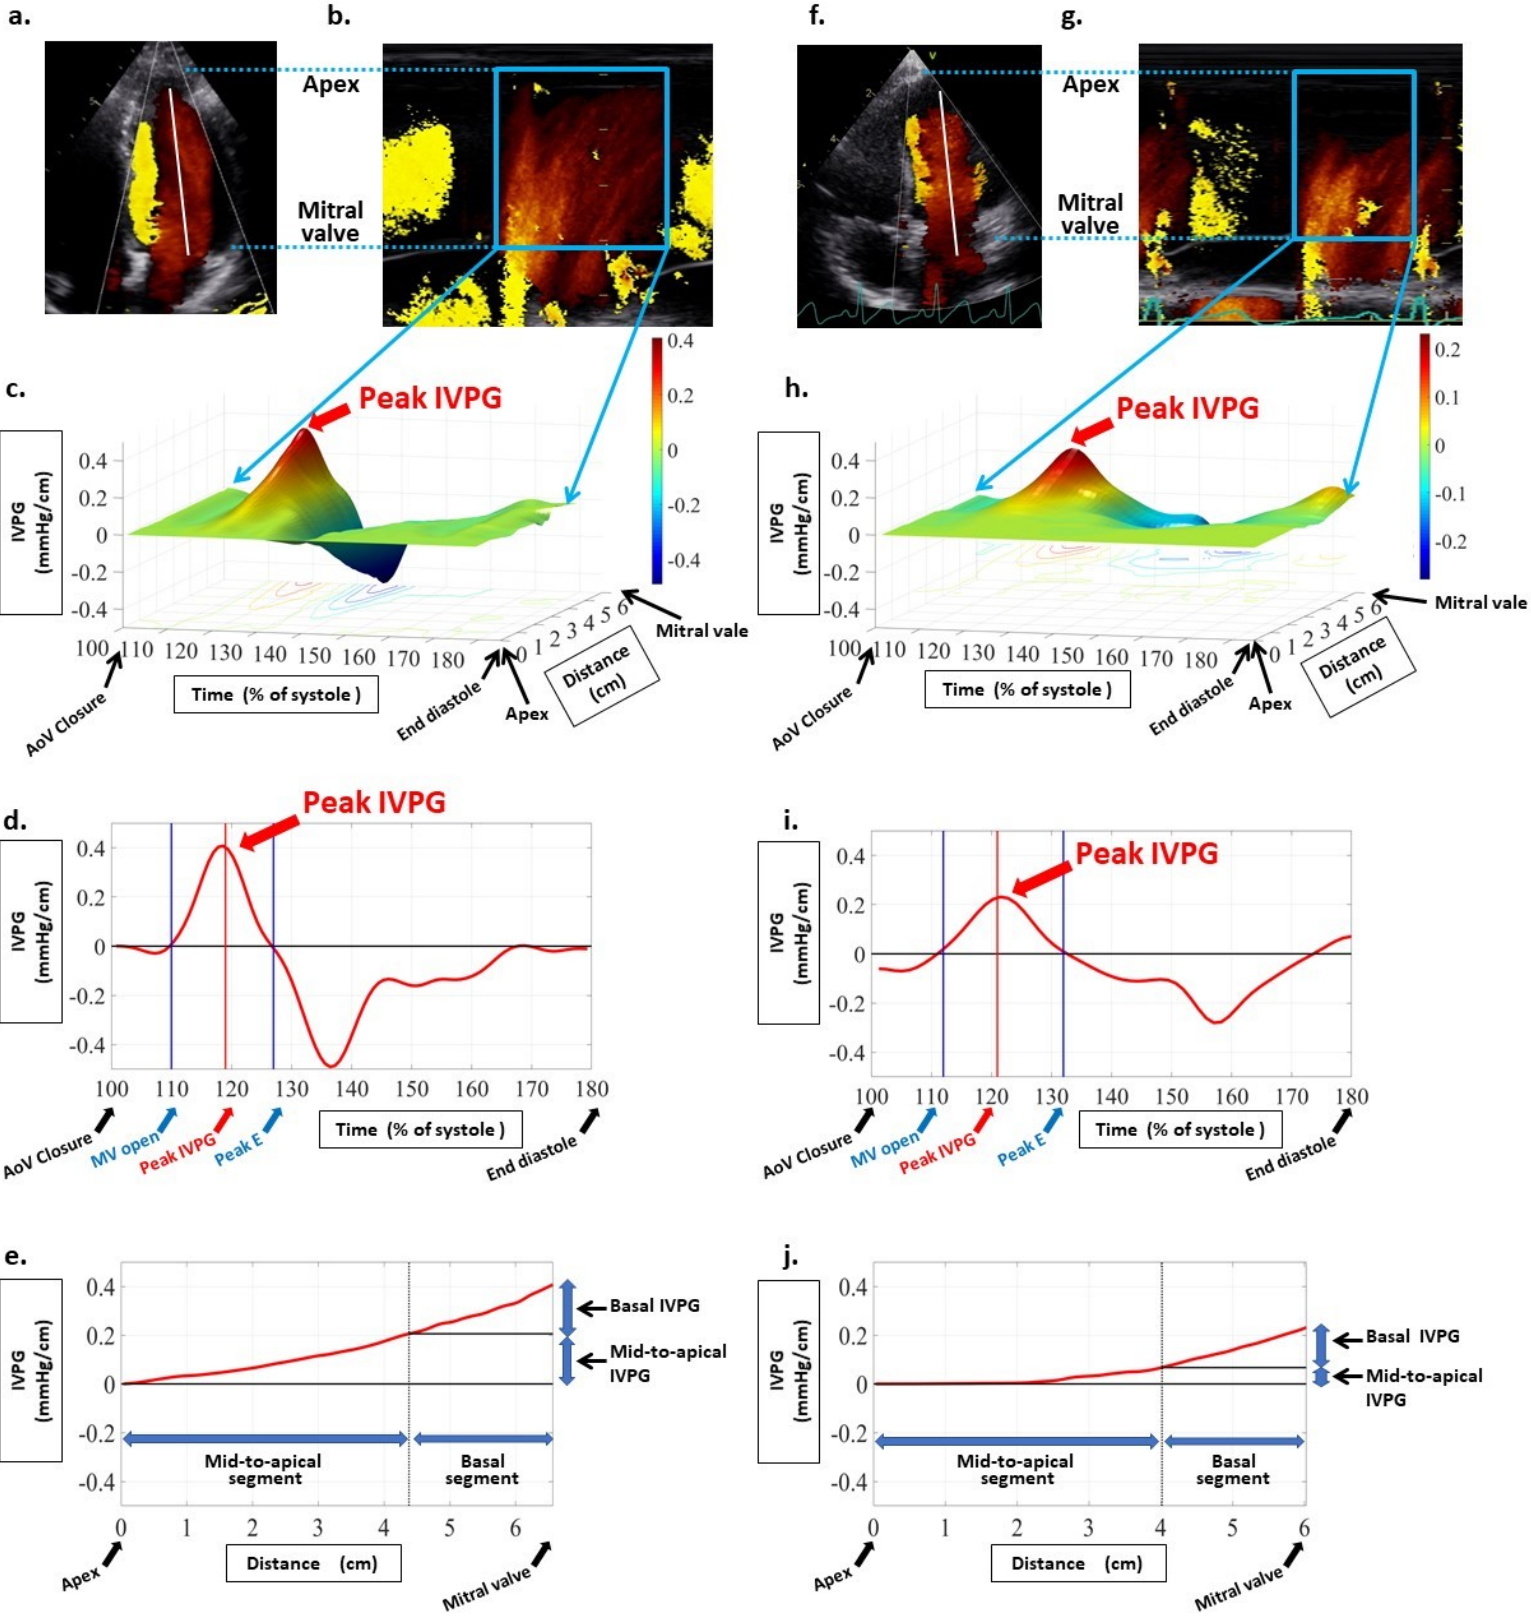 a.
b.
Apex
Mitral
valve
f.
g.
Apex
Mitral
valve
V
c.
Peak IVPG
IVPG
(mmHg/cm)
0.4
0.2
0
-0.2
-0.4
0.4
0.2
0
-0.2
-0.4
100 110 120 130 140 150 160 170 180
0 1 2 3 4 5 6
Mitral vale
Time (% of systole )
Distance
(cm)
AoV Closure
End diastole
Apex
h.
Peak IVPG
IVPG
(mmHg/cm)
0.4
0.2
0
-0.2
-0.4
0.2
0.1
0
-0.1
-0.2
100 110 120 130 140 150 160 170 180
0 1 2 3 4 5 6
Mitral vale
Time (% of systole )
Distance
(cm)
AoV Closure
End diastole
Apex
d.
Peak IVPG
IVPG
(mmHg/cm)
0.4
0.2
0
-0.2
-0.4
100 110 120 130 140 150 160 170 180
AoV Closure
MV open
Peak IVPG
Peak E
Time (% of systole )
End diastole
i.
Peak IVPG
IVPG
(mmHg/cm)
0.4
0.2
0
-0.2
-0.4
100 110 120 130 140 150 160 170 180
AoV Closure
MV open
Peak IVPG
Peak E
Time (% of systole )
End diastole
e.
IVPG
(mmHg/cm)
0.4
0.2
0
-0.2
-0.4
Basal IVPG
Mid-to-apical
IVPG
Mid-to-apical
segment
Basal
segment
0 1 2 3 4 5 6
Apex
Distance (cm)
Mitral valve
j.
IVPG
(mmHg/cm)
0.4
0.2
0
-0.2
-0.4
Basal IVPG
Mid-to-apical
IVPG
Mid-to-apical
segment
Basal
segment
0 1 2 3 4 5 6
Apex
Distance (cm)
Mitral valve